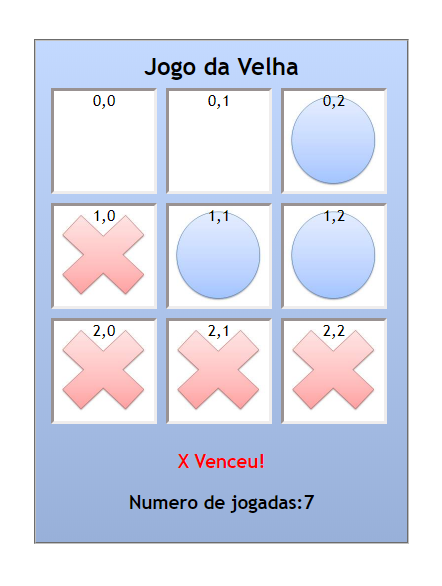 Jogo da Velha
0,0 0,1 0,2
1,0 1,1 1,2
2,0 2,1 2,2
X Venceu!
Numero de jogadas:7